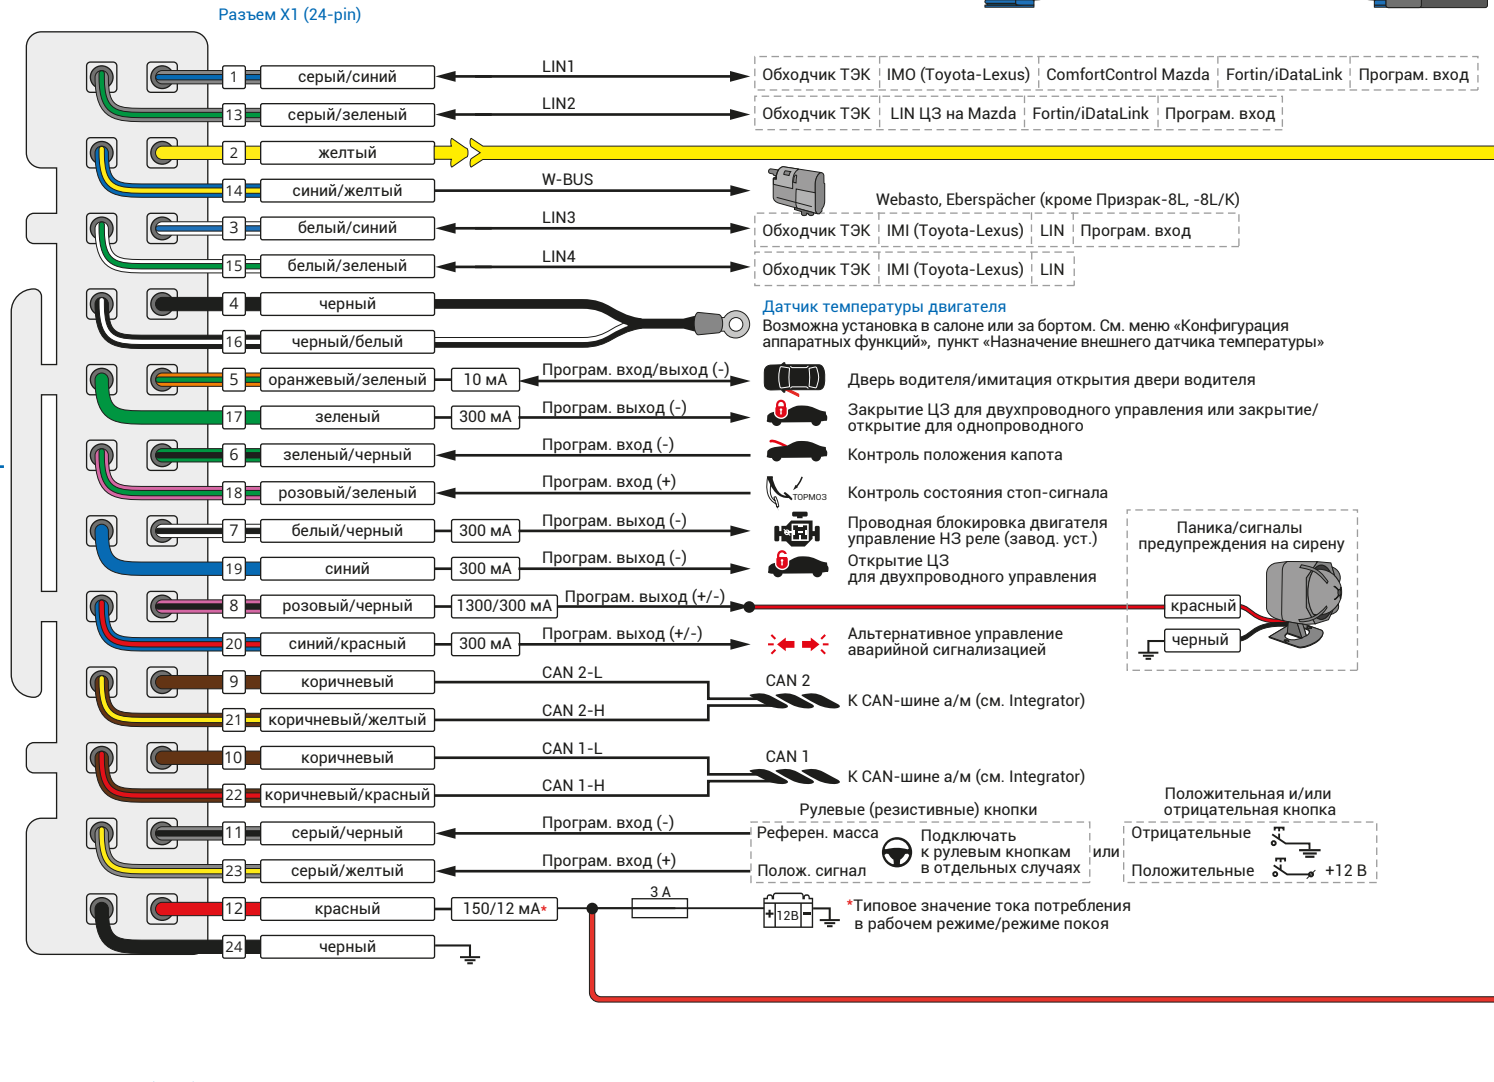 Разъем X1 (24-pin)
1 серый/синий LIN1 Обходчик ТЭК IMO (Toyota-Lexus) ComfortControl Mazda Fortin/iDataLink Програм. вход
13 серый/зеленый LIN2 Обходчик ТЭК LIN ЦЗ на Mazda Fortin/iDataLink Програм. вход
2 желтый
14 синий/желтый W-BUS Webasto, Eberspächer (кроме Призрак-8L, -8L/K)
3 белый/синий LIN3 Обходчик ТЭК IMI (Toyota-Lexus) LIN Програм. вход
15 белый/зеленый LIN4 Обходчик ТЭК IMI (Toyota-Lexus) LIN
4 черный
Датчик температуры двигателя
Возможна установка в салоне или за бортом. См. меню «Конфигурация
аппаратных функций», пункт «Назначение внешнего датчика температуры»
16 черный/белый
5 оранжевый/зеленый 10 мА Програм. вход/выход (-) Дверь водителя/имитация открытия двери водителя
17 зеленый 300 мА Програм. выход (-) Закрытие ЦЗ для двухпроводного управления или закрытие/
открытие для однопроводного
6 зеленый/черный Програм. вход (-) Контроль положения капота
18 розовый/зеленый Програм. вход (+) ТОРМОЗ Контроль состояния стоп-сигнала
7 белый/черный 300 мА Програм. выход (-) Проводная блокировка двигателя
управление НЗ реле (завод. уст.)
Паника/сигналы
предупреждения на сирену
19 синий 300 мА Програм. выход (-) Открытие ЦЗ
для двухпроводного управления
8 розовый/черный 1300/300 мА Програм. выход (+/-) красный
черный
20 синий/красный 300 мА Програм. выход (+/-) Альтернативное управление
аварийной сигнализацией
9 коричневый CAN 2-L CAN 2
К CAN-шине а/м (см. Integrator)
21 коричневый/желтый CAN 2-H
10 коричневый CAN 1-L CAN 1
К CAN-шине а/м (см. Integrator)
22 коричневый/красный CAN 1-H
Рулевые (резистивные) кнопки
Положительная и/или
отрицательная кнопка
11 серый/черный Програм. вход (-) Референ. масса
Подключать
к рулевым кнопкам
в отдельных случаях
или
Отрицательные
23 серый/желтый Програм. вход (+) Полож. сигнал
Положительные +12 В
12 красный 150/12 мА* 3 А + 12В -
*Типовое значение тока потребления
в рабочем режиме/режиме покоя
24 черный